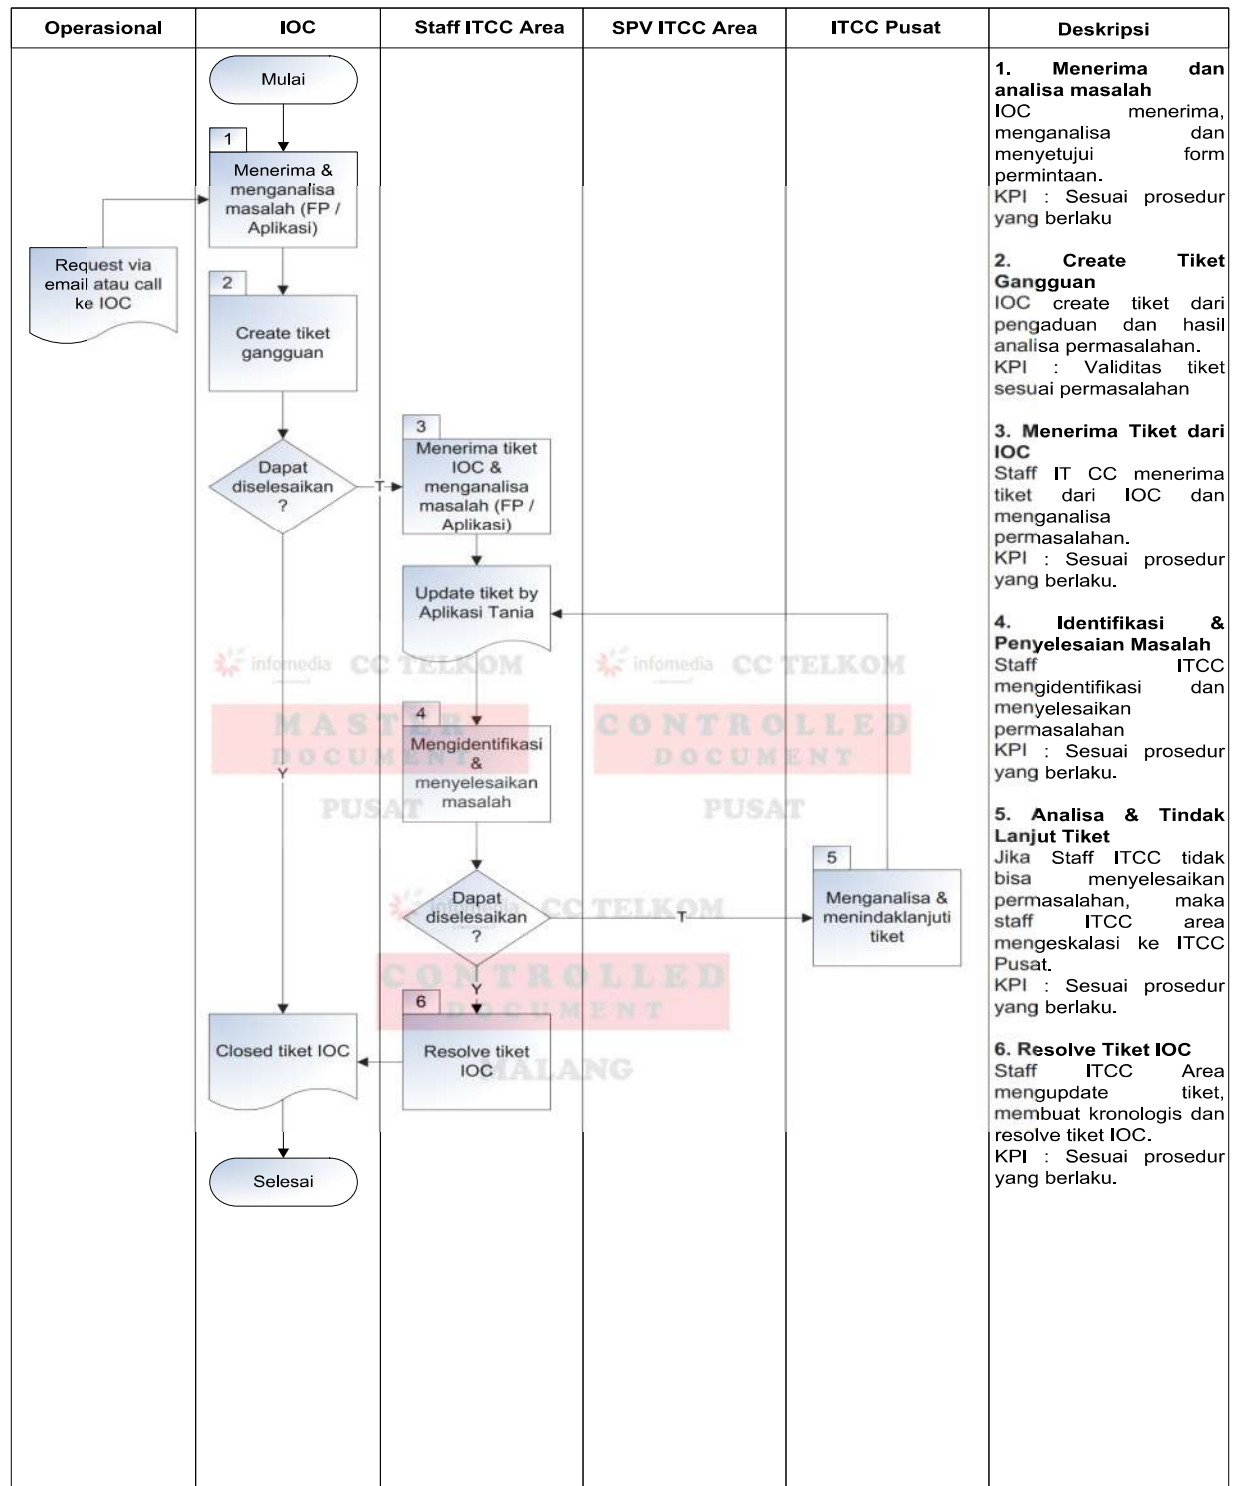 Operasional
IOC
Staff ITCC Area
SPV ITCC Area
ITCC Pusat
Deskripsi
Mulai
1
Menerima &
menganalisa
masalah (FP /
Aplikasi)
Request via
email atau call
ke IOC
2
Create tiket
gangguan
Dapat
diselesaikan
?
T
Y
3
Menerima tiket
IOC &
menganalisa
masalah (FP /
Aplikasi)
Update tiket by
Aplikasi Tania
4
Mengidentifikasi
&
menyelesaikan
masalah
Dapat
diselesaikan
?
T
Y
5
Menganalisa &
menindaklanjuti
tiket
6
Resolve tiket
IOC
Closed tiket IOC
Selesai
infomedia CC TELKOM
MASTER
DOCUMENT
PUSAT
infomedia CC TELKOM
CONTROLLED
DOCUMENT
PUSAT
infomedia CC TELKOM
CONTROLLED
DOCUMENT
MALANG
1. Menerima dan
analisa masalah
IOC menerima,
menganalisa dan
menyetujui form
permintaan.
KPI : Sesuai prosedur
yang berlaku
2. Create Tiket
Gangguan
IOC create tiket dari
pengaduan dan hasil
analisa permasalahan.
KPI : Validitas tiket
sesuai permasalahan
3. Menerima Tiket dari
IOC
Staff IT CC menerima
tiket dari IOC dan
menganalisa
permasalahan.
KPI : Sesuai prosedur
yang berlaku.
4. Identifikasi &
Penyelesaian Masalah
Staff ITCC
mengidentifikasi dan
menyelesaikan
permasalahan
KPI : Sesuai prosedur
yang berlaku.
5. Analisa & Tindak
Lanjut Tiket
Jika Staff ITCC tidak
bisa menyelesaikan
permasalahan, maka
staff ITCC area
mengeskalasi ke ITCC
Pusat.
KPI : Sesuai prosedur
yang berlaku.
6. Resolve Tiket IOC
Staff ITCC Area
mengupdate tiket,
membuat kronologis dan
resolve tiket IOC.
KPI : Sesuai prosedur
yang berlaku.